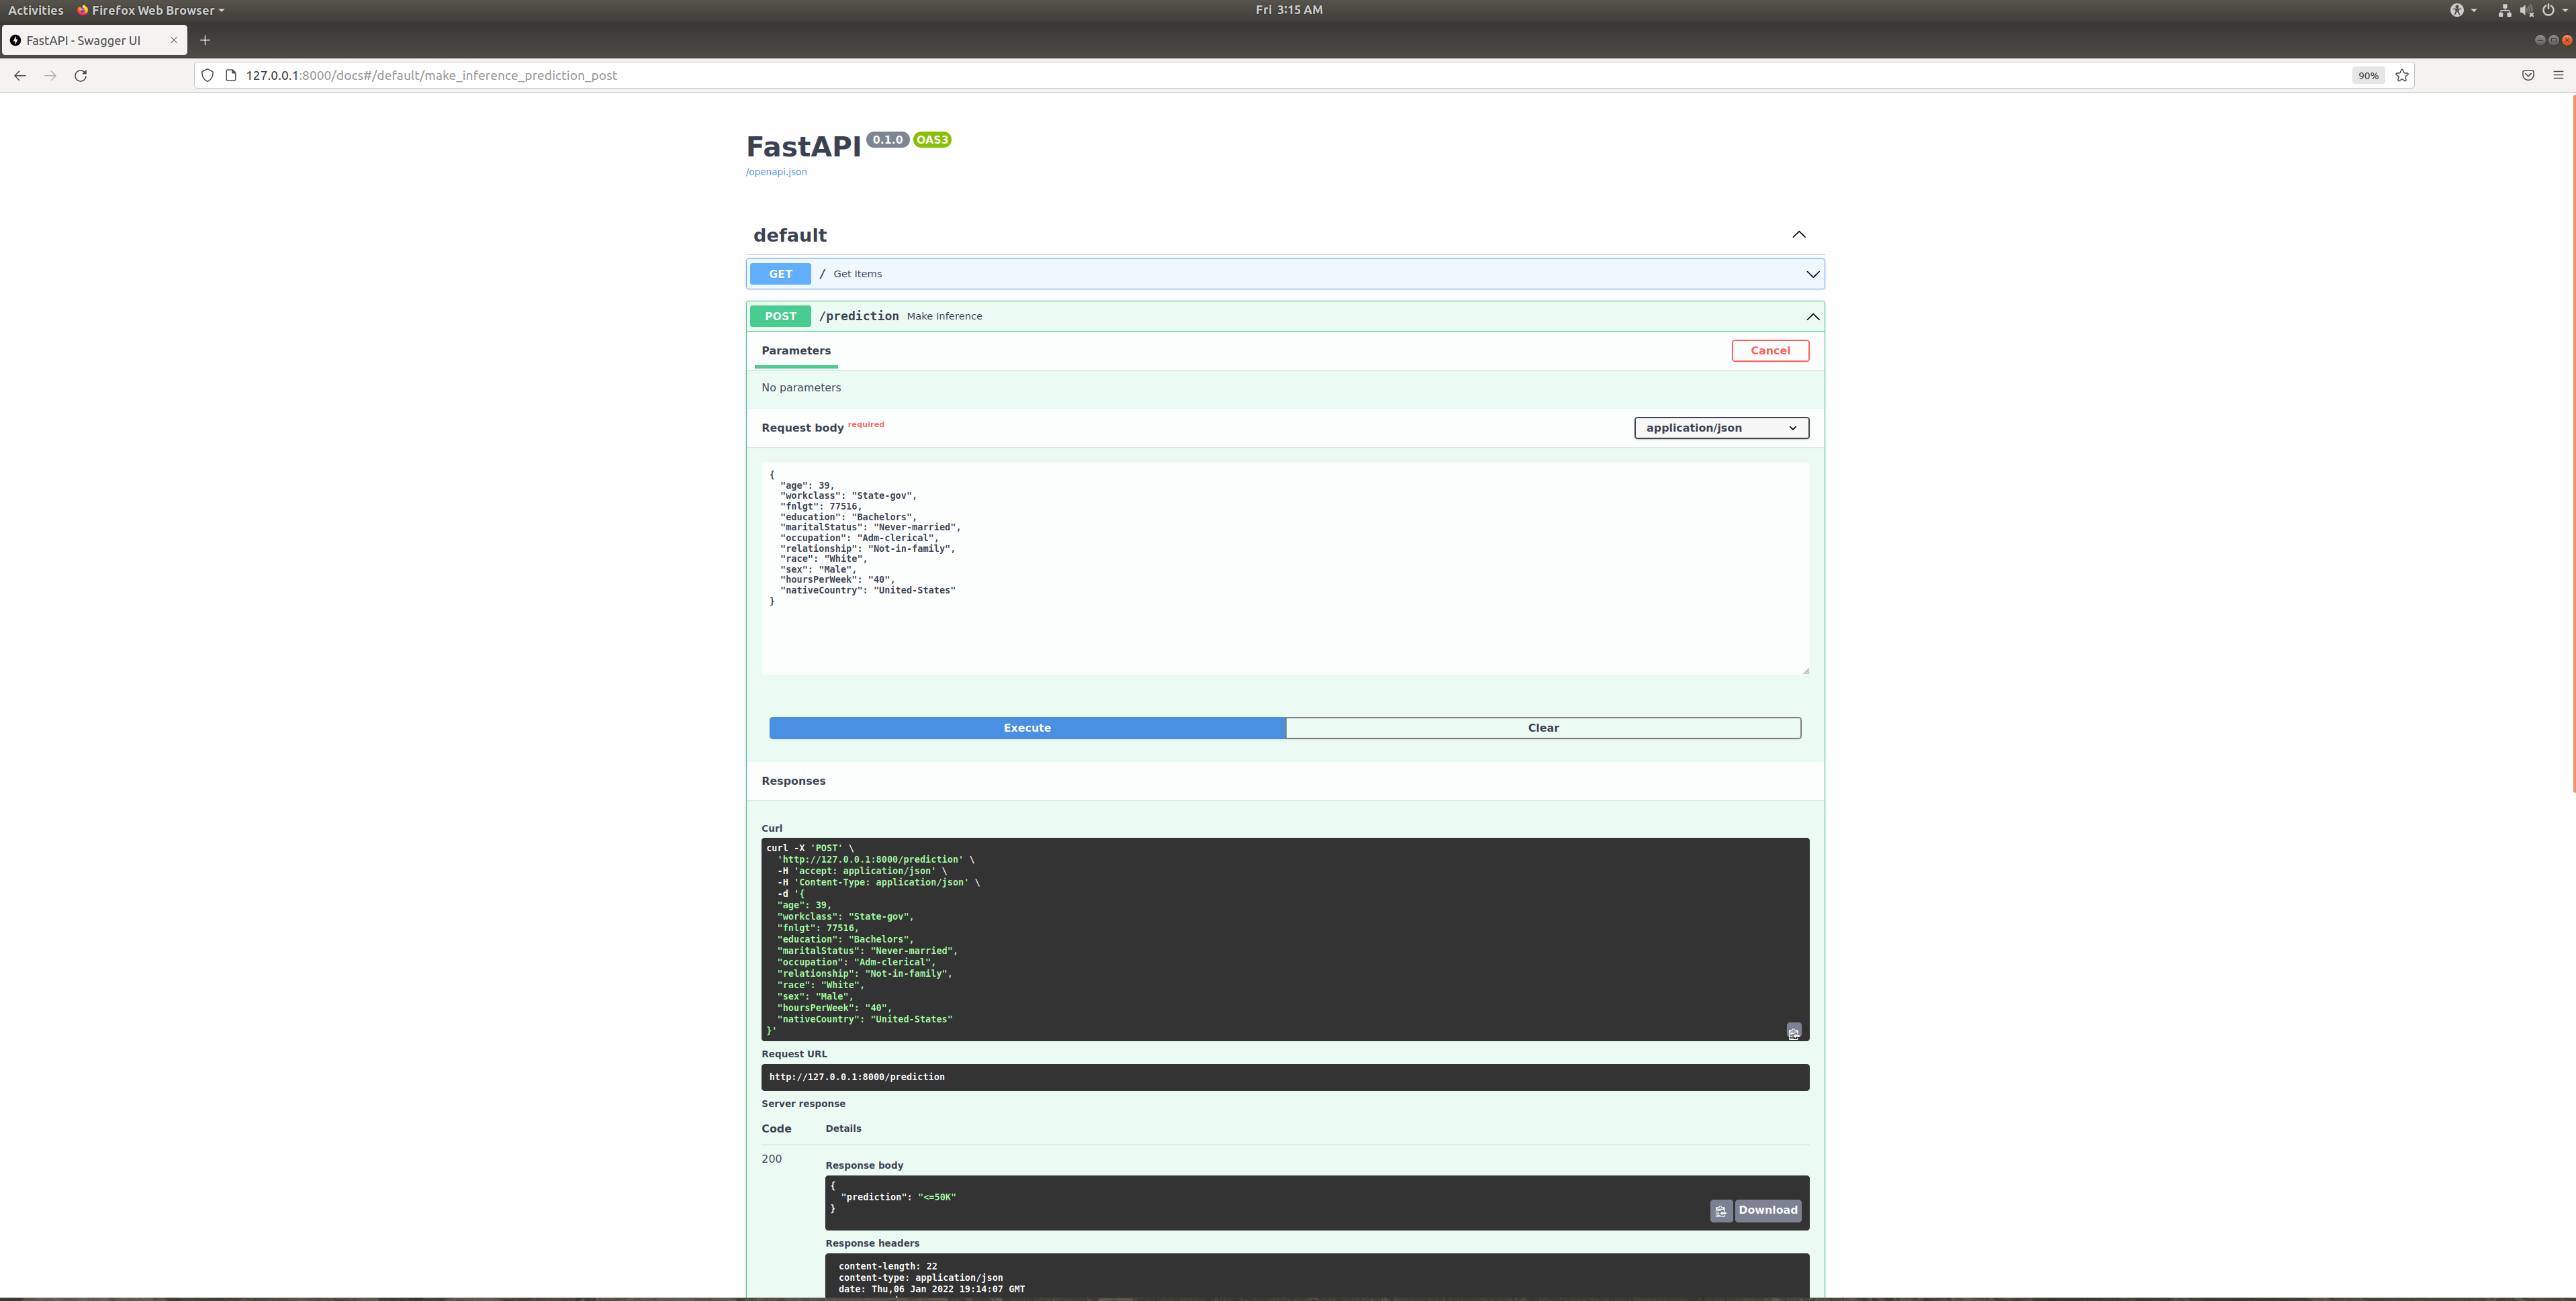 Activities Firefox Web Browser Fri 3:15 AM
FastAPI - Swagger UI
127.0.0.1:8000/docs#/default/make_inference_prediction_post 90%
FastAPI 0.1.0 OAS3
/openapi.json
default
GET / Get Items
POST /prediction Make Inference
Parameters Cancel
No parameters
Request body required application/json
{
"age": 39,
"workclass": "State-gov",
"fnlgt": 77516,
"education": "Bachelors",
"maritalStatus": "Never-married",
"occupation": "Adm-clerical",
"relationship": "Not-in-family",
"race": "White",
"sex": "Male",
"hoursPerWeek": "40",
"nativeCountry": "United-States"
}
Execute Clear
Responses
Curl
curl -X 'POST' \
'http://127.0.0.1:8000/prediction' \
-H 'accept: application/json' \
-H 'Content-Type: application/json' \
-d '{
"age": 39,
"workclass": "State-gov",
"fnlgt": 77516,
"education": "Bachelors",
"maritalStatus": "Never-married",
"occupation": "Adm-clerical",
"relationship": "Not-in-family",
"race": "White",
"sex": "Male",
"hoursPerWeek": "40",
"nativeCountry": "United-States"
}'
Request URL
http://127.0.0.1:8000/prediction
Server response
Code Details
200
Response body
{
"prediction": "<=50K"
}
Download
Response headers
content-length: 22
content-type: application/json
date: Thu,06 Jan 2022 19:14:07 GMT